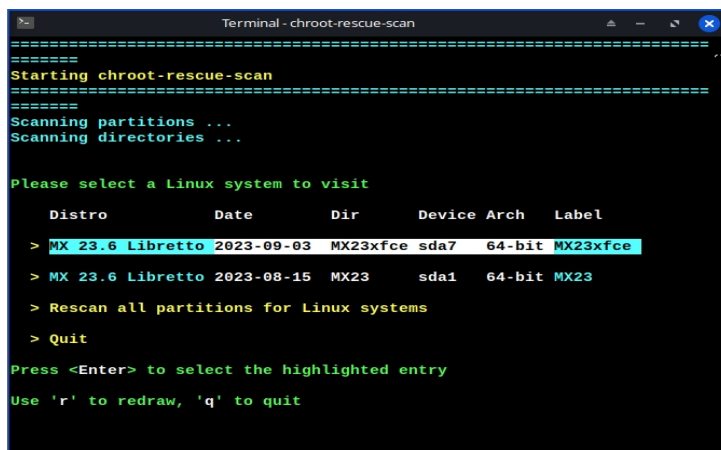 Terminal - chroot-rescue-scan
========================================================================
=======
Starting chroot-rescue-scan
========================================================================
=======
Scanning partitions ...
Scanning directories ...
Please select a Linux system to visit
Distro Date Dir Device Arch Label
> MX 23.6 Libretto 2023-09-03 MX23xfce sda7 64-bit MX23xfce
> MX 23.6 Libretto 2023-08-15 MX23 sda1 64-bit MX23
> Rescan all partitions for Linux systems
> Quit
Press <Enter> to select the highlighted entry
Use 'r' to redraw, 'q' to quit